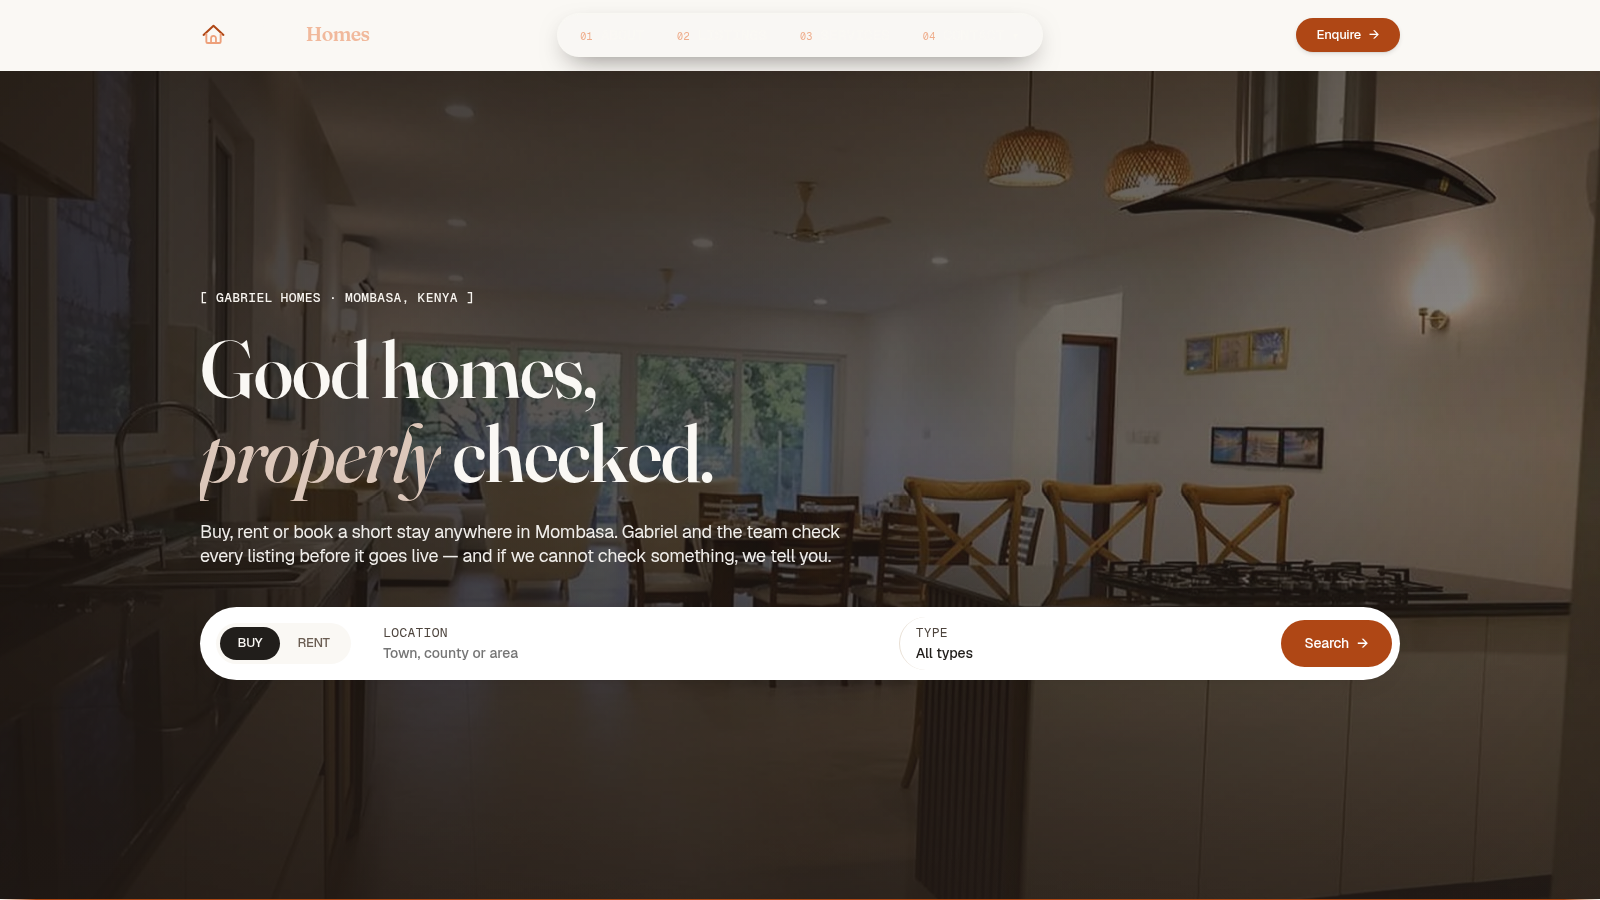 Homes
01 02 03 04
Enquire →
[ GABRIEL HOMES · MOMBASA, KENYA ]
Good homes,
properly checked.
Buy, rent or book a short stay anywhere in Mombasa. Gabriel and the team check
every listing before it goes live — and if we cannot check something, we tell you.
BUY RENT
LOCATION
Town, county or area
TYPE
All types
Search →